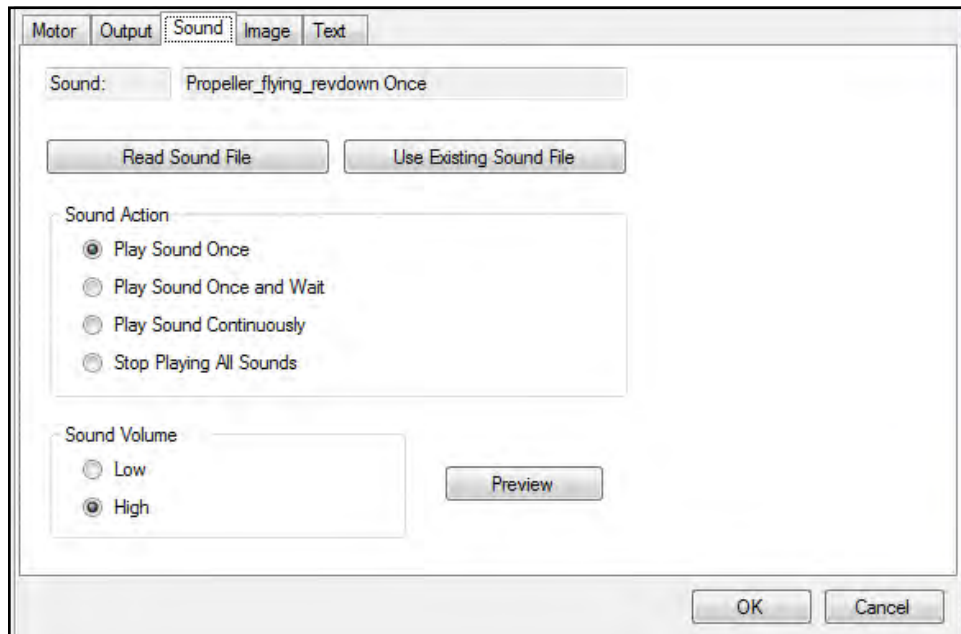 Motor Output Sound Image Text
Sound: Propeller_flying_revdown Once
Read Sound File Use Existing Sound File
Sound Action
Play Sound Once
Play Sound Once and Wait
Play Sound Continuously
Stop Playing All Sounds
Sound Volume
Low
High
Preview
OK Cancel